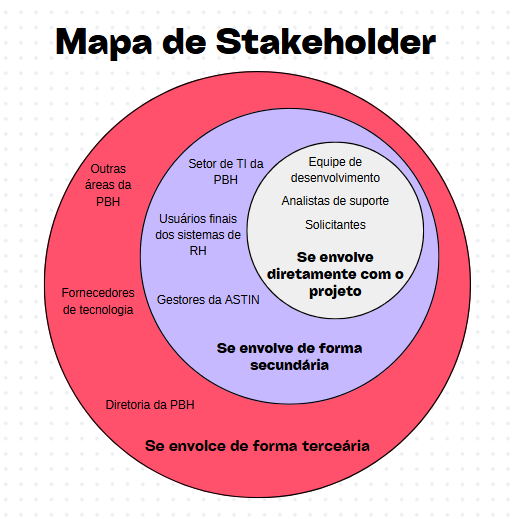 Mapa de Stakeholder
Equipe de
desenvolvimento
Analistas de suporte
Solicitantes
Se envolve
diretamente com o
projeto
Setor de TI da
PBH
Usuários finais
dos sistemas de
RH
Gestores da ASTIN
Se envolve de forma
secundária
Outras
áreas da
PBH
Fornecedores
de tecnologia
Diretoria da PBH
Se envolce de forma terceária